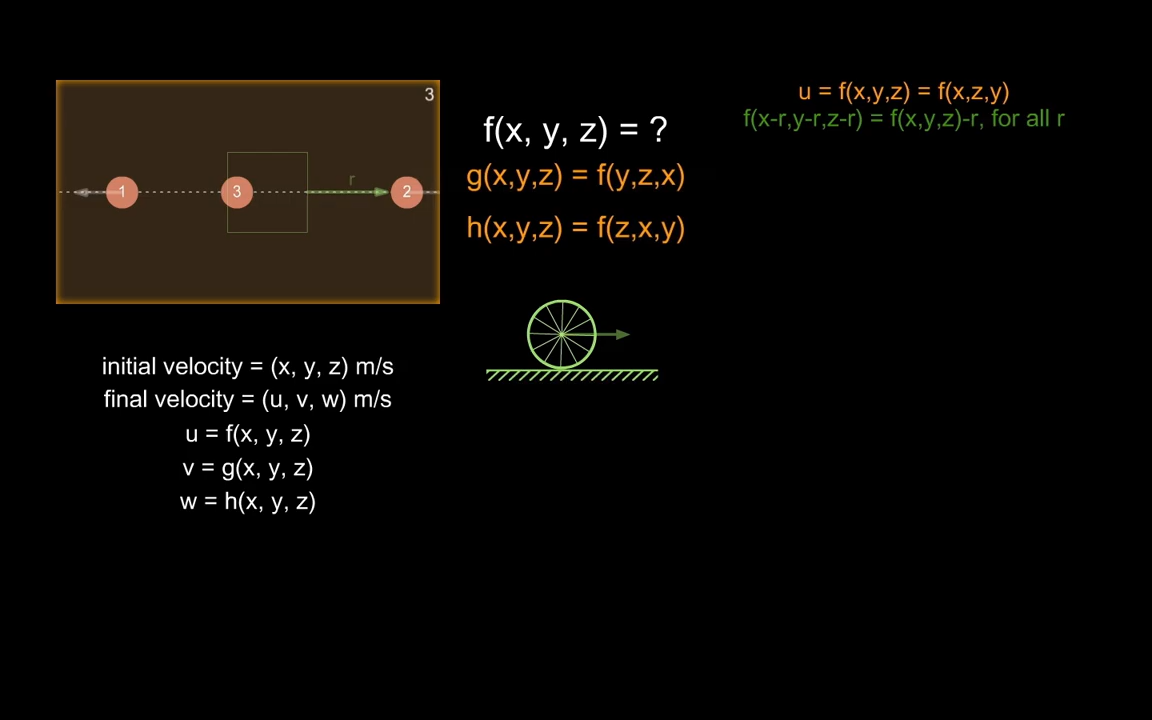 3
1
3
r
2
initial velocity = (x, y, z) m/s
final velocity = (u, v, w) m/s
u = f(x, y, z)
v = g(x, y, z)
w = h(x, y, z)
f(x, y, z) = ?
g(x,y,z) = f(y,z,x)
h(x,y,z) = f(z,x,y)
u = f(x,y,z) = f(x,z,y)
f(x-r,y-r,z-r) = f(x,y,z)-r, for all r